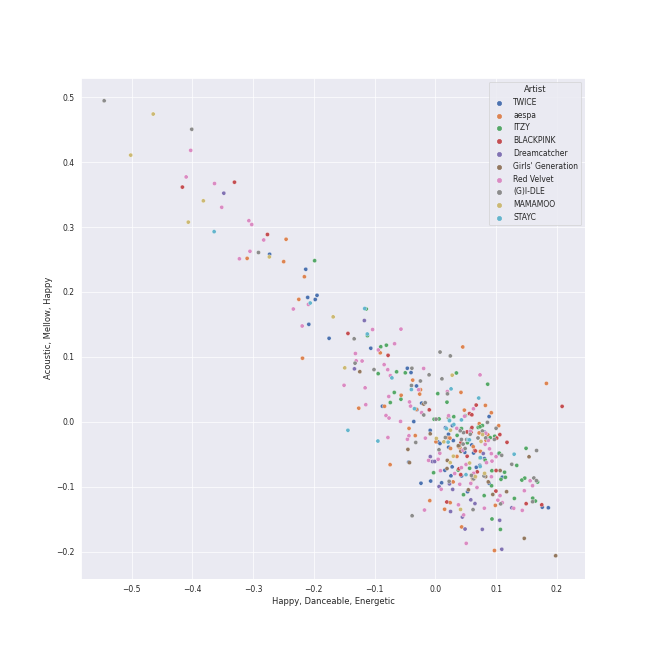 Artist
TWICE
aespa
ITZY
BLACKPINK
Dreamcatcher
Girls' Generation
Red Velvet
(G)I-DLE
MAMAMOO
STAYC
0.5
0.4
0.3
0.2
0.1
0.0
−0.1
−0.2
Acoustic, Mellow, Happy
−0.5 −0.4 −0.3 −0.2 −0.1 0.0 0.1 0.2
Happy, Danceable, Energetic